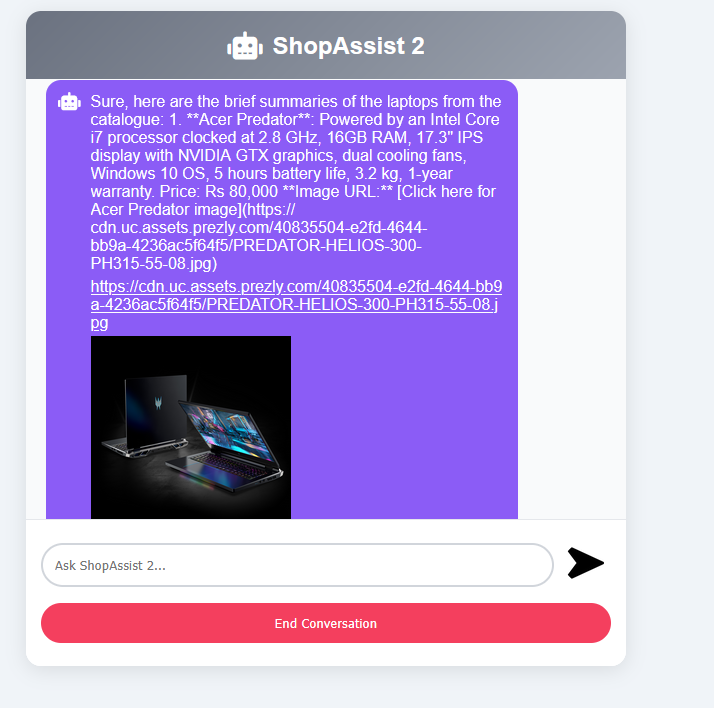 ShopAssist 2
Sure, here are the brief summaries of the laptops from the
catalogue: 1. **Acer Predator**: Powered by an Intel Core
i7 processor clocked at 2.8 GHz, 16GB RAM, 17.3" IPS
display with NVIDIA GTX graphics, dual cooling fans,
Windows 10 OS, 5 hours battery life, 3.2 kg, 1-year
warranty. Price: Rs 80,000 **Image URL:** [Click here for
Acer Predator image](https://
cdn.uc.assets.prezly.com/40835504-e2fd-4644-
bb9a-4236ac5f64f5/PREDATOR-HELIOS-300-
PH315-55-08.jpg)
https://cdn.uc.assets.prezly.com/40835504-e2fd-4644-bb9
a-4236ac5f64f5/PREDATOR-HELIOS-300-PH315-55-08.j
pg
Ask ShopAssist 2...
End Conversation